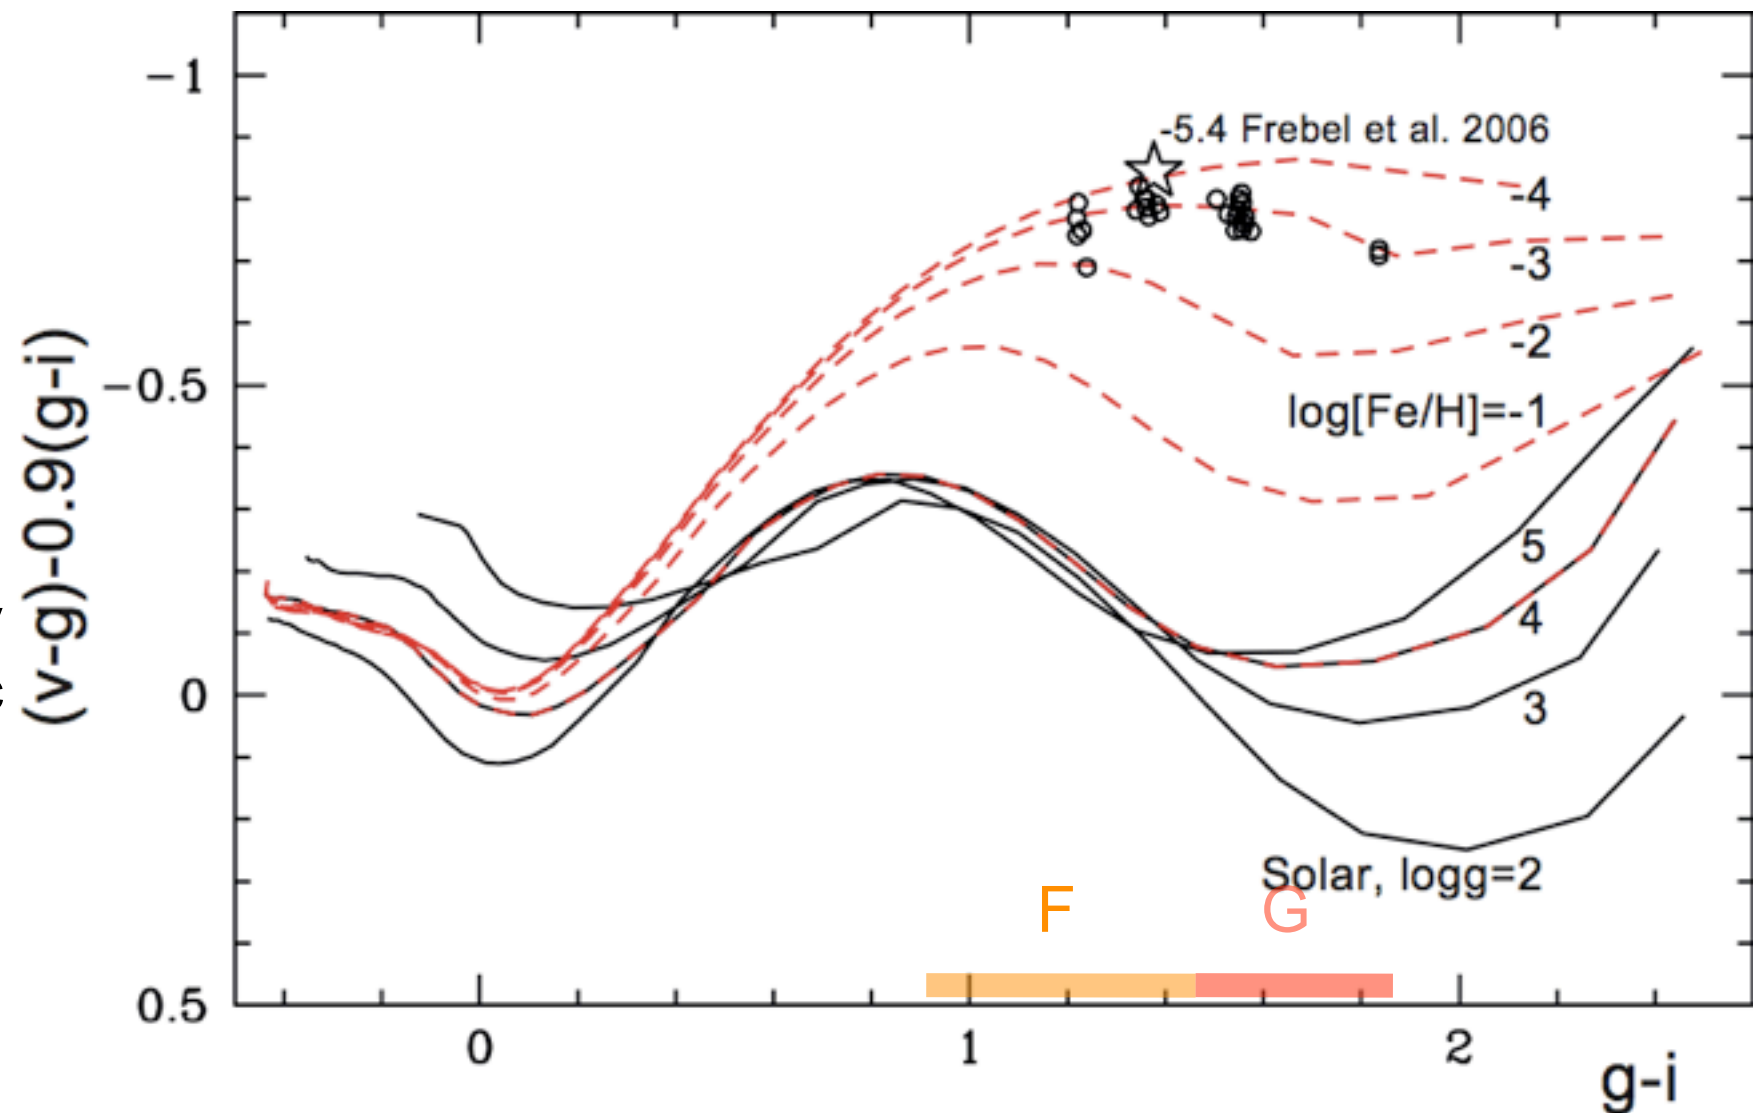 -1
-0.5
0
0.5
(v-g)-0.9(g-i)
-5.4 Frebel et al. 2006
-4
-3
-2
log[Fe/H]=-1
5
4
3
Solar, logg=2
F
G
0
1
2
g-i